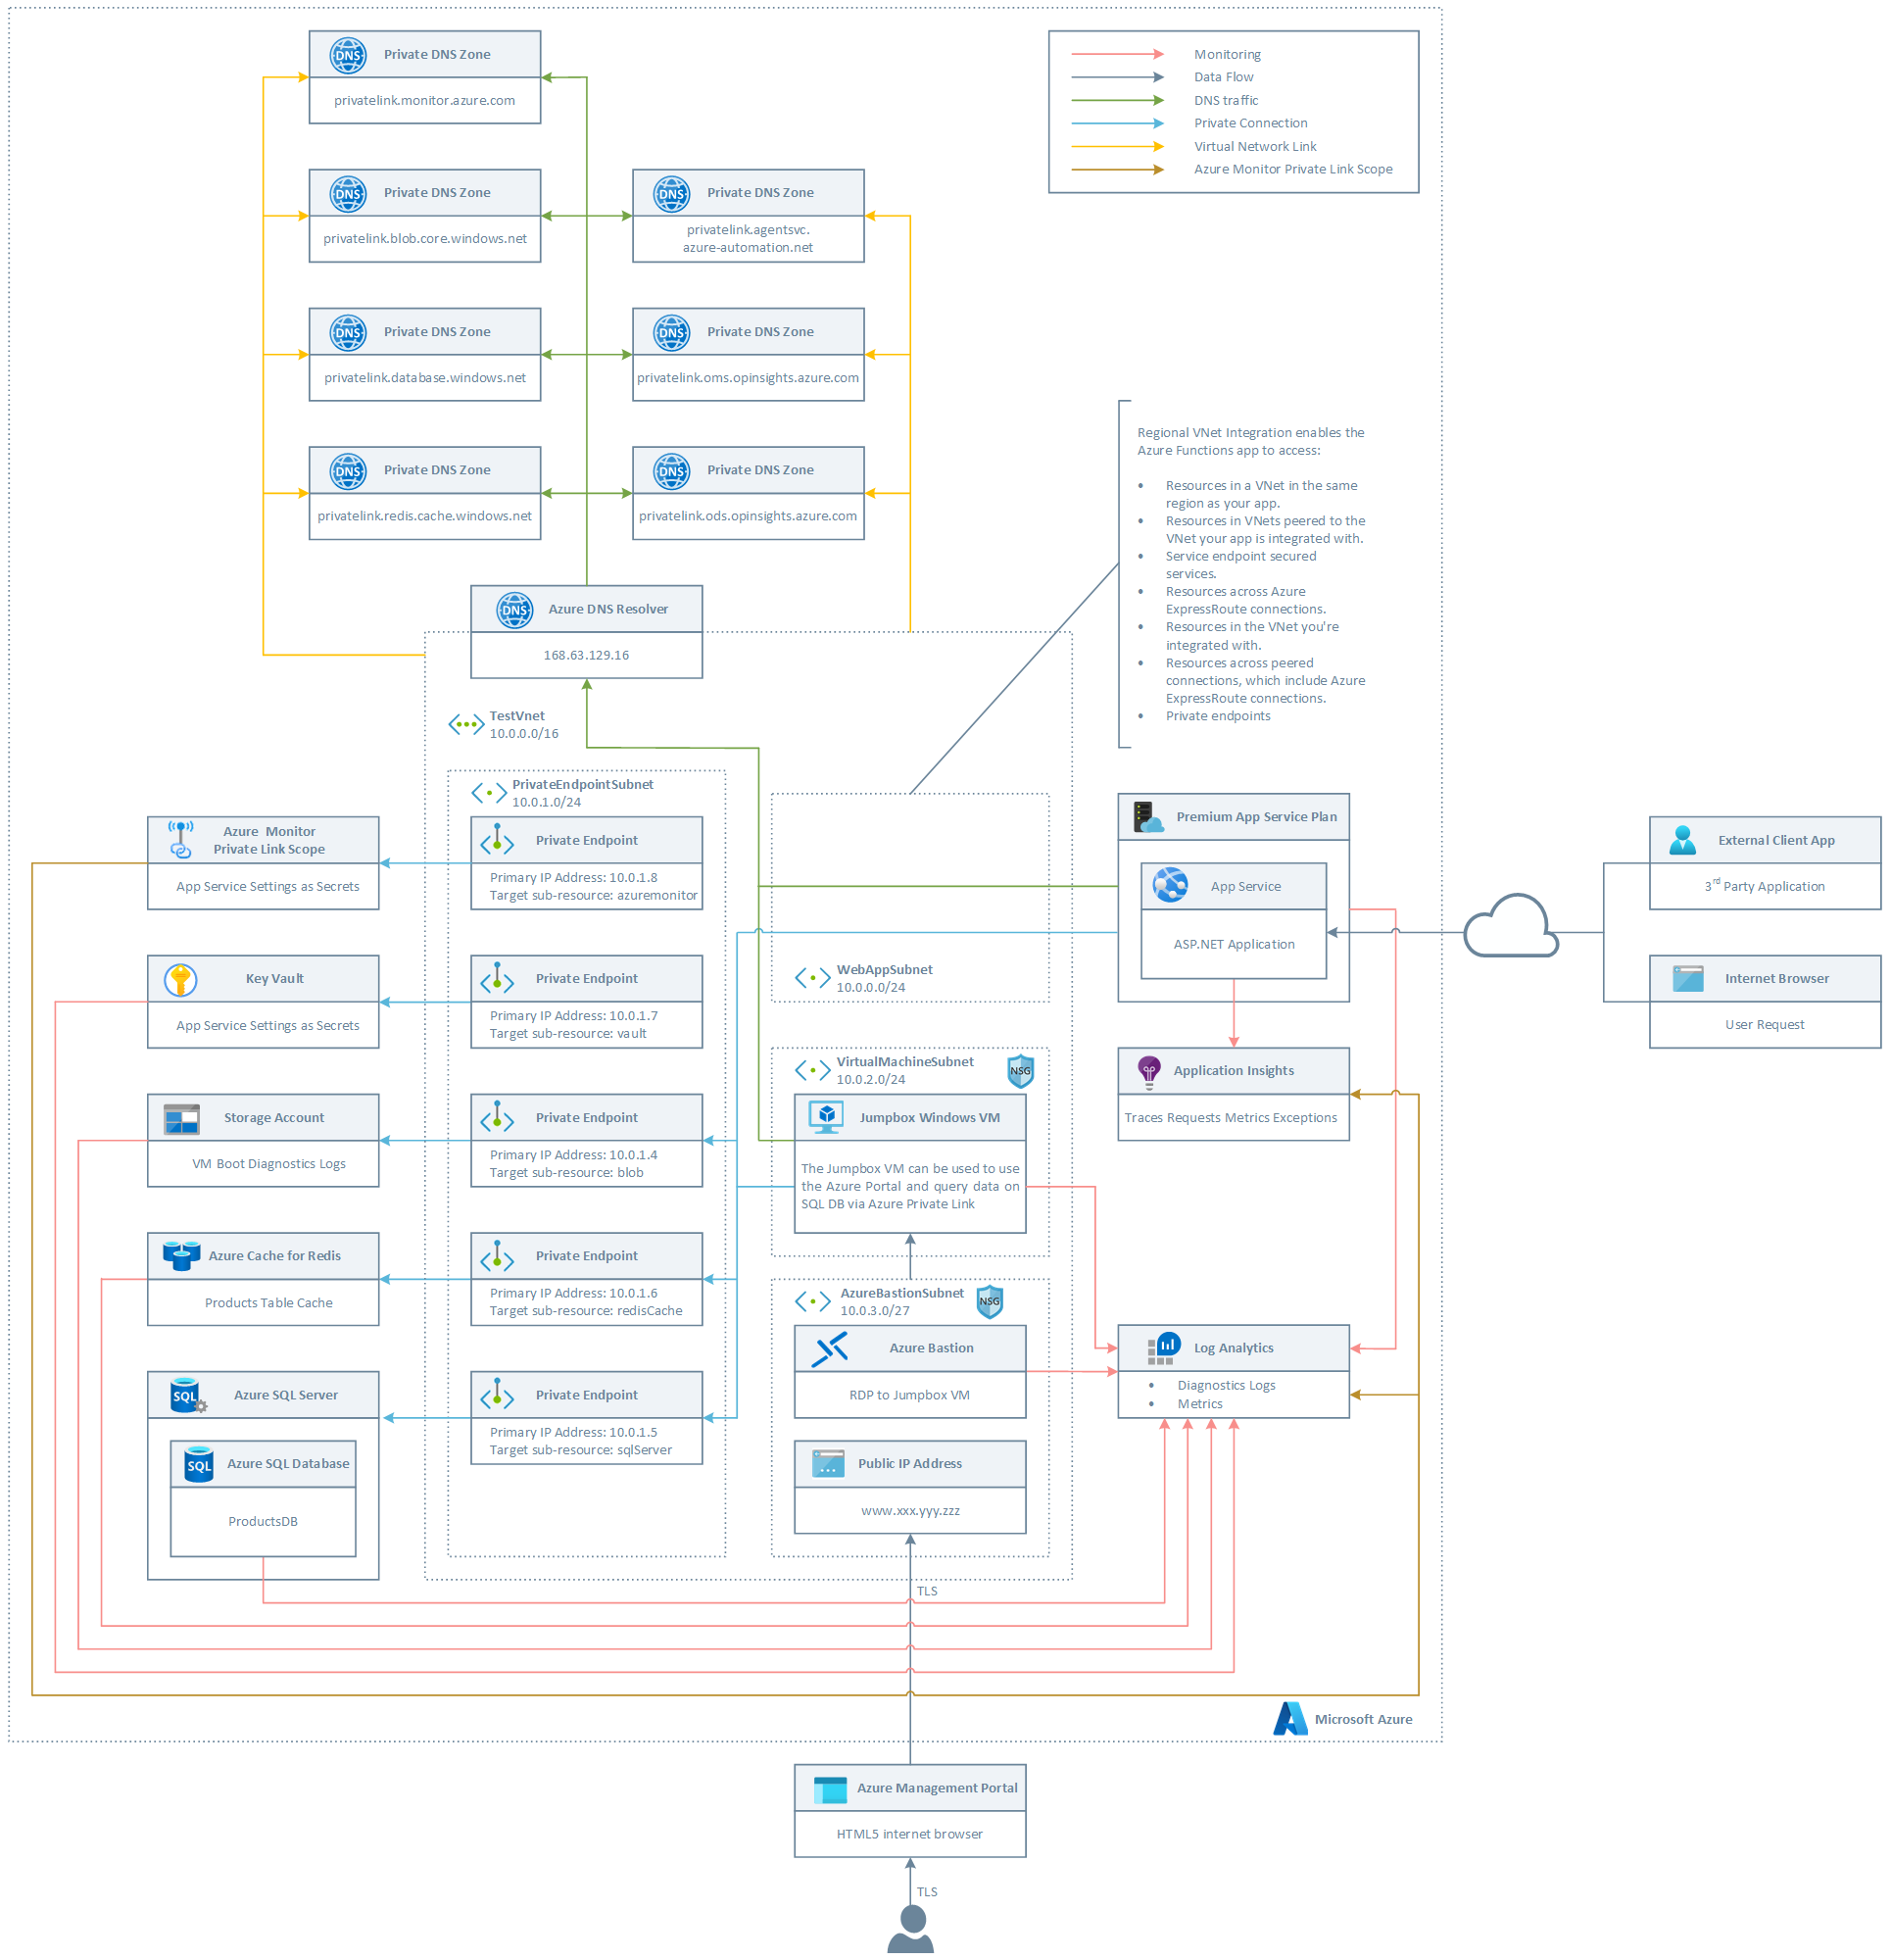 Private DNS Zone
privatelink.monitor.azure.com
Monitoring
Data Flow
DNS traffic
Private Connection
Virtual Network Link
Azure Monitor Private Link Scope
Private DNS Zone
privatelink.blob.core.windows.net
Private DNS Zone
privatelink.agentsvc.
azure-automation.net
Private DNS Zone
privatelink.database.windows.net
Private DNS Zone
privatelink.oms.opinsights.azure.com
Private DNS Zone
privatelink.redis.cache.windows.net
Private DNS Zone
privatelink.ods.opinsights.azure.com
Regional VNet Integration enables the
Azure Functions app to access:
• Resources in a VNet in the same
region as your app.
• Resources in VNets peered to the
VNet your app is integrated with.
• Service endpoint secured
services.
• Resources across Azure
ExpressRoute connections.
• Resources in the VNet you're
integrated with.
• Resources across peered
connections, which include Azure
ExpressRoute connections.
• Private endpoints
Azure DNS Resolver
168.63.129.16
TestVnet
10.0.0.0/16
PrivateEndpointSubnet
10.0.1.0/24
Azure Monitor
Private Link Scope
App Service Settings as Secrets
Private Endpoint
Primary IP Address: 10.0.1.8
Target sub-resource: azuremonitor
Key Vault
App Service Settings as Secrets
Private Endpoint
Primary IP Address: 10.0.1.7
Target sub-resource: vault
Storage Account
VM Boot Diagnostics Logs
Private Endpoint
Primary IP Address: 10.0.1.4
Target sub-resource: blob
Azure Cache for Redis
Products Table Cache
Private Endpoint
Primary IP Address: 10.0.1.6
Target sub-resource: redisCache
Azure SQL Server
Azure SQL Database
ProductsDB
Private Endpoint
Primary IP Address: 10.0.1.5
Target sub-resource: sqlServer
WebAppSubnet
10.0.0.0/24
VirtualMachineSubnet
10.0.2.0/24
NSG
Jumpbox Windows VM
The Jumpbox VM can be used to use
the Azure Portal and query data on
SQL DB via Azure Private Link
AzureBastionSubnet
10.0.3.0/27
NSG
Azure Bastion
RDP to Jumpbox VM
Public IP Address
www.xxx.yyy.zzz
Premium App Service Plan
App Service
ASP.NET Application
Application Insights
Traces Requests Metrics Exceptions
Log Analytics
• Diagnostics Logs
• Metrics
External Client App
3rd Party Application
Internet Browser
User Request
TLS
Microsoft Azure
Azure Management Portal
HTML5 internet browser
TLS
DNS
DNS
DNS
DNS
DNS
DNS
DNS
DNS
SQL
SQL